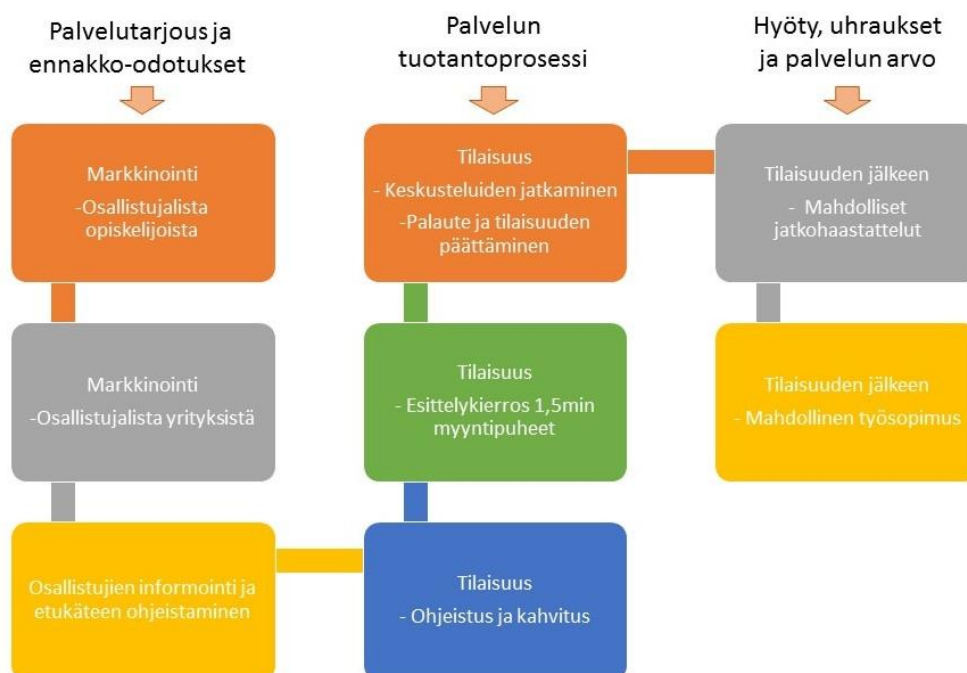 Palvelutarjous ja
ennakko-odotukset
Markkinointi
-Osallistujalista
opiskelijoista
Markkinointi
-Osallistujalista yrityksistä
Osallistujien informointi ja
etukäteen ohjeistaminen
Palvelun
tuotantoprosessi
Tilaisuus
- Keskusteluiden jatkaminen
-Palaute ja tilaisuuden
päättäminen
Tilaisuus
- Esittelykierros 1,5min
myyntipuheet
Tilaisuus
- Ohjeistus ja kahvitus
Hyöty, uhraukset
ja palvelun arvo
Tilaisuuden jälkeen
- Mahdolliset
jatkohaastattelut
Tilaisuuden jälkeen
- Mahdollinen työsopimus